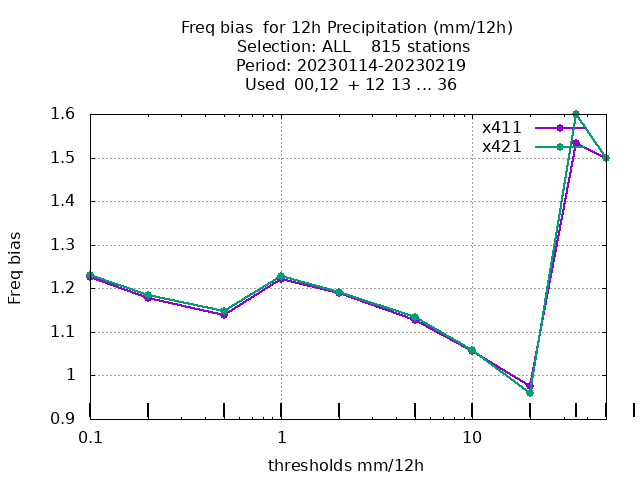 Freq bias  for 12h Precipitation (mm/12h)
Selection: ALL    815 stations
Period: 20230114-20230219
Used  00,12  + 12 13 ... 36
1.6
1.5
1.4
1.3
1.2
1.1
1
0.9
Freq bias
x411
x421
0.1
1
10
thresholds mm/12h